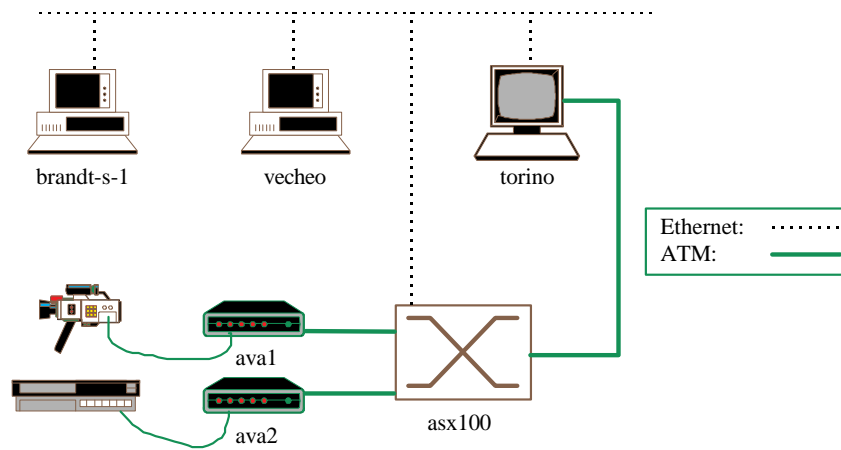 brandt-s-1
vecheo
torino
Ethernet:
ATM:
ava1
ava2
asx100